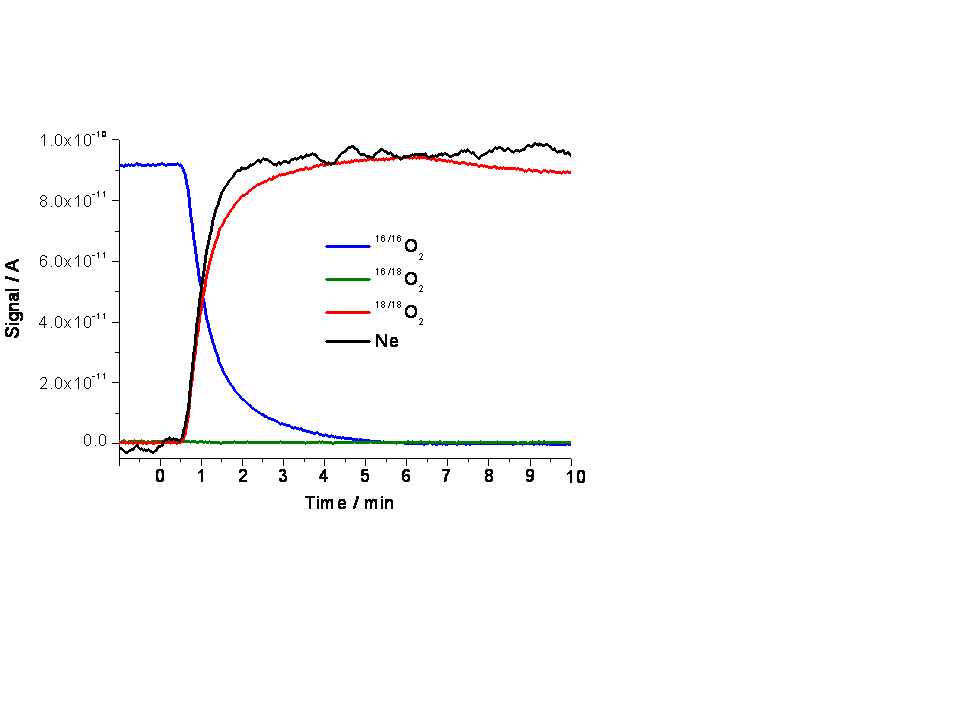 1.0x10⁻¹⁰
8.0x10⁻¹¹
6.0x10⁻¹¹
4.0x10⁻¹¹
2.0x10⁻¹¹
0.0
Signal / A
¹⁶/¹⁶O₂
¹⁶/¹⁸O₂
¹⁸/¹⁸O₂
Ne
0 1 2 3 4 5 6 7 8 9 10
Time / min